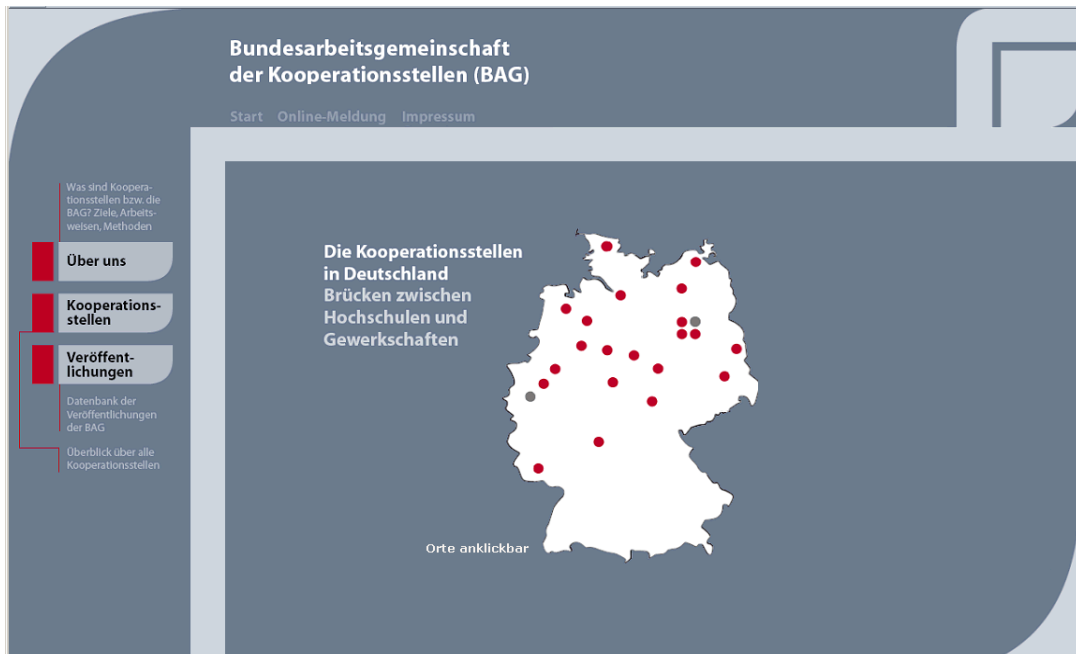 Bundesarbeitsgemeinschaft
der Kooperationsstellen (BAG)
Start Online-Meldung Impressum
Was sind Koopera-
tionsstellen bzw. die
BAG? Ziele, Arbeits-
weisen, Methoden
Über uns
Kooperations-
stellen
Veröffent-
lichungen
Datenbank der
Veröffentlichungen
der BAG
Überblick über alle
Kooperationsstellen
Die Kooperationsstellen
in Deutschland
Brücken zwischen
Hochschulen und
Gewerkschaften
Orte anklickbar